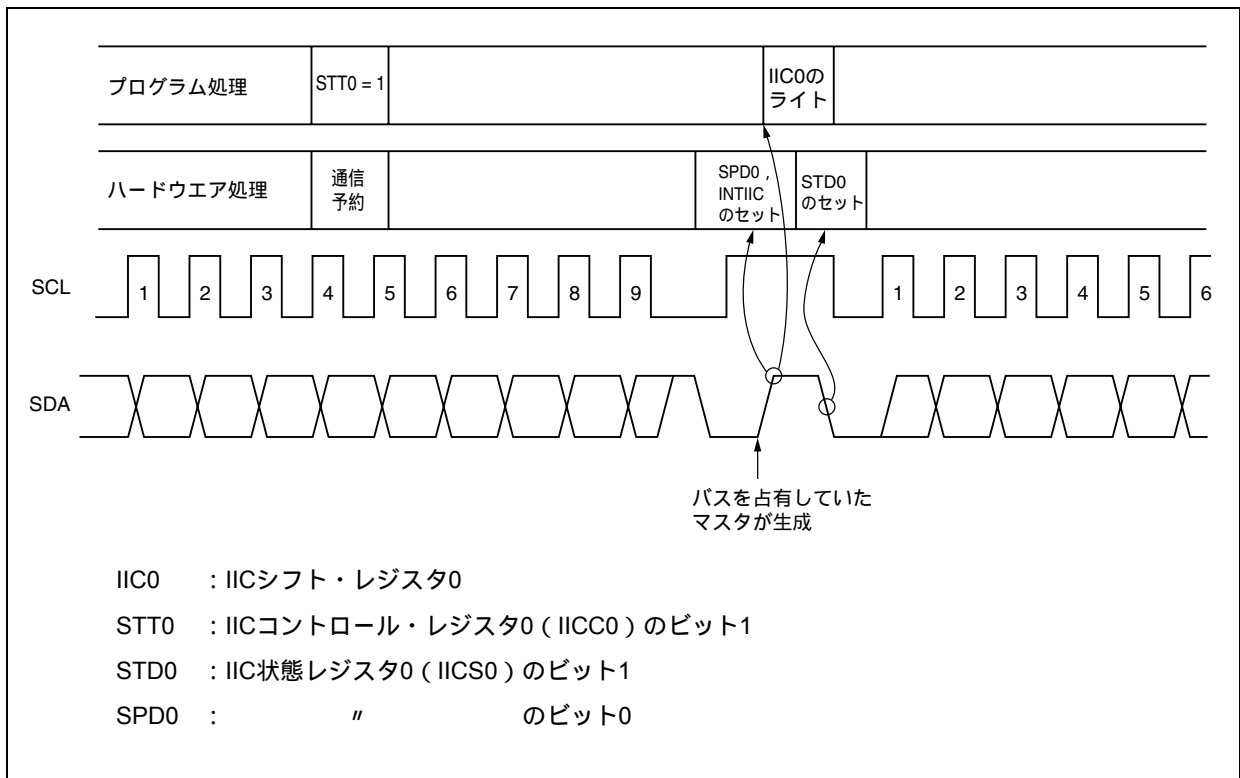 プログラム処理
STT0 = 1
IIC0の
ライト
ハードウエア処理
通信
予約
SPD0,
INTIIC
のセット
STD0
のセット
SCL
1 2 3 4 5 6 7 8 9 1 2 3 4 5 6
SDA
バスを占有していた
マスタが生成
IIC0 :IICシフト・レジスタ0
STT0 :IICコントロール・レジスタ0(IICC0)のビット1
STD0 :IIC状態レジスタ0(IICS0)のビット1
SPD0 : 〃 のビット0